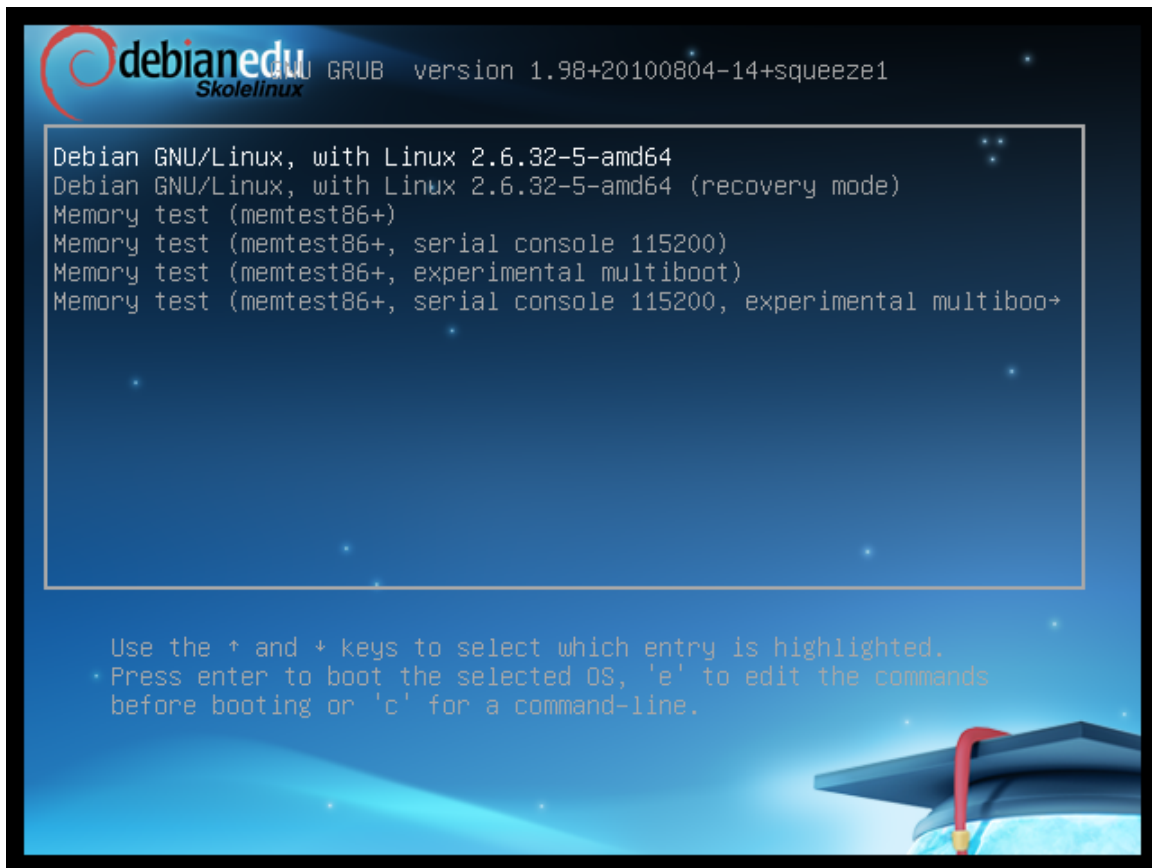 debianedu
Skolelinux
GNU GRUB version 1.98+20100804-14+squeeze1
Debian GNU/Linux, with Linux 2.6.32-5-amd64
Debian GNU/Linux, with Linux 2.6.32-5-amd64 (recovery mode)
Memory test (memtest86+)
Memory test (memtest86+, serial console 115200)
Memory test (memtest86+, experimental multiboot)
Memory test (memtest86+, serial console 115200, experimental multiboo→
Use the ↑ and ↓ keys to select which entry is highlighted.
Press enter to boot the selected OS, 'e' to edit the commands
before booting or 'c' for a command-line.